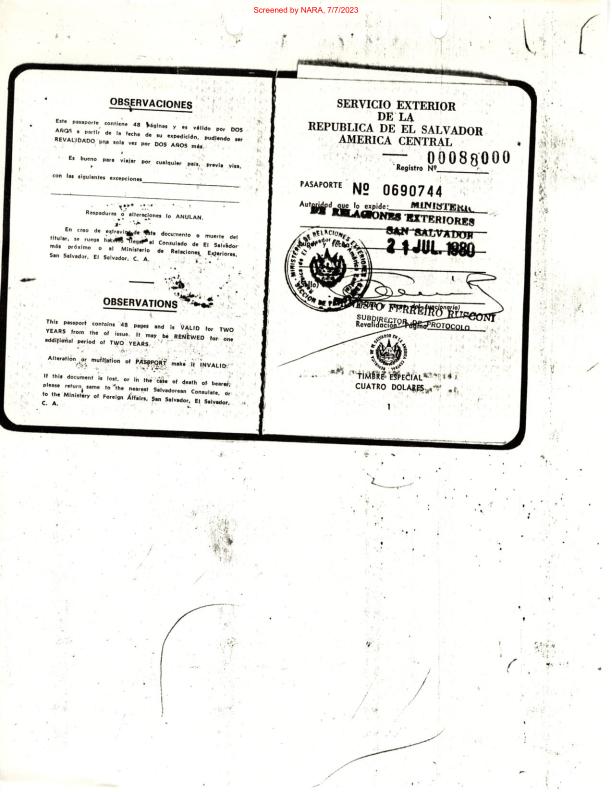 Screened by NARA, 7/7/2023
OBSERVACIONES
Este pasaporte contiene 48 páginas y es válido por DOS
AÑOS a partir de la fecha de su expedición, pudiendo ser
REVALIDADO una sola vez por DOS AÑOS más.
Es bueno para viajar por cualquier país, previa visa,
con las siguientes excepciones
Raspaduras o alteraciones lo ANULAN.
En caso de extravío de este documento o muerte del
titular, se ruega hacerlo llegar al Consulado de El Salvador
más próximo o al Ministerio de Relaciones Exteriores,
San Salvador, El Salvador, C. A.
OBSERVATIONS
This passport contains 48 pages and is VALID for TWO
YEARS from the of issue. It may be RENEWED for one
additional period of TWO YEARS.
Alteration or mutilation of PASSPORT make it INVALID.
If this document is lost, or in the case of death of bearer,
please return same to the nearest Salvadorean Consulate, or
to the Ministry of Foreign Affairs, San Salvador, El Salvador,
C. A.
SERVICIO EXTERIOR
DE LA
REPUBLICA DE EL SALVADOR
AMERICA CENTRAL
00088000
Registro Nº
PASAPORTE Nº 0690744
Autoridad que lo expide: MINISTERIO
DE RELACIONES EXTERIORES
SAN SALVADOR
21 JUL. 1980
MINISTERIO DE RELACIONES EXTERIORES
FERREIRO RUSCONI
SUBDIRECTOR DE PROTOCOLO
Revalidación Página
TIMBRE ESPECIAL
CUATRO DOLARES
1